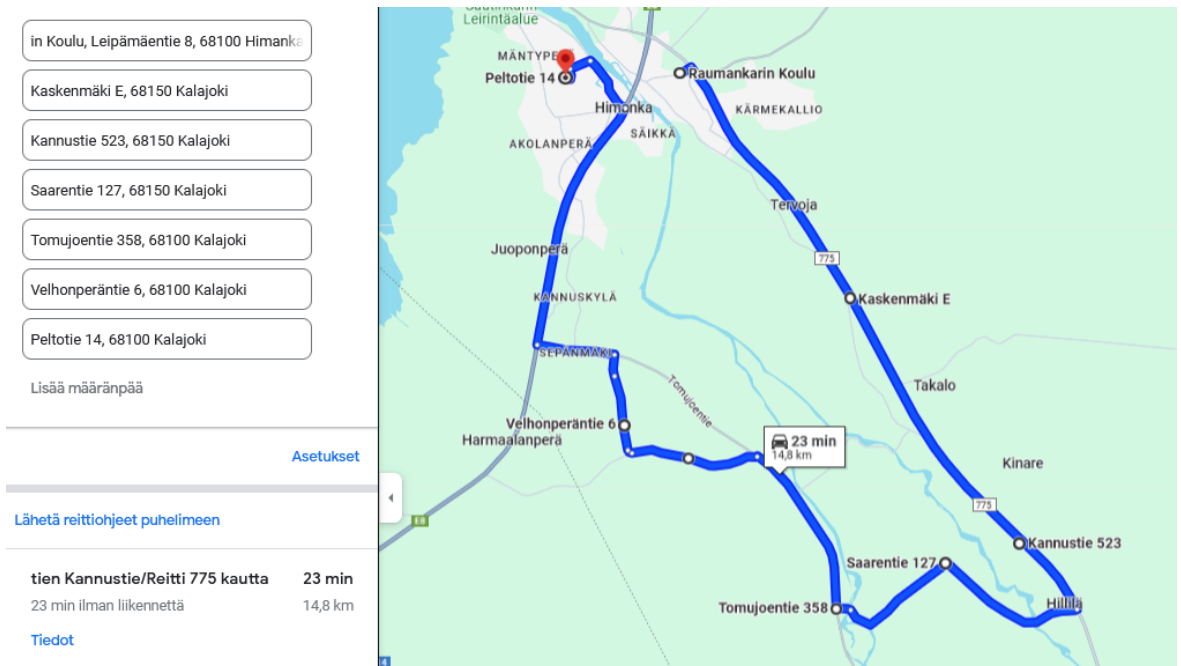 in Koulu, Leipämäentie 8, 68100 Himanka
Kaskenmäki E, 68150 Kalajoki
Kannustie 523, 68150 Kalajoki
Saarentie 127, 68150 Kalajoki
Tomujoentie 358, 68100 Kalajoki
Velhonperäntie 6, 68100 Kalajoki
Peltotie 14, 68100 Kalajoki
Lisää määränpää
Asetukset
Lähetä reittiohjeet puhelimeen
tien Kannustie/Reitti 775 kautta 23 min
23 min ilman liikennettä 14,8 km
Tiedot
Leirintäalue
MÄNTYPE
Peltotie 14
Raumankarin Koulu
Himanka
KÄRMEKALLIO
SÄIKKÄ
AKOLANPERÄ
Tervoja
Juoponperä
775
KANNUSKYLÄ
Kaskenmäki E
SEPÄNMÄKI
Takalo
Tomujoentie
Velhonperäntie 6
Harmaalanperä
23 min
14,8 km
Kinare
775
E8
Kannustie 523
Saarentie 127
Tomujoentie 358
Hillilä